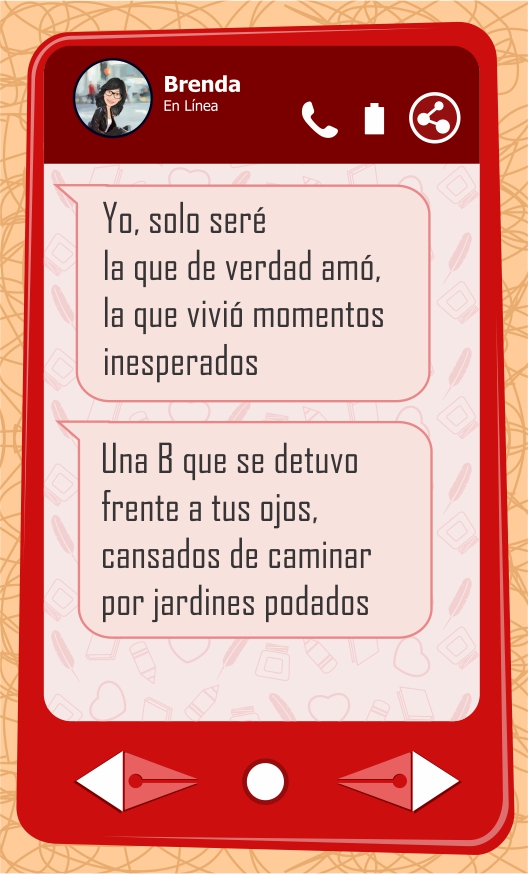 Brenda
En Línea
Yo, solo seré
la que de verdad amó,
la que vivió momentos
inesperados
Una B que se detuvo
frente a tus ojos,
cansados de caminar
por jardines podados